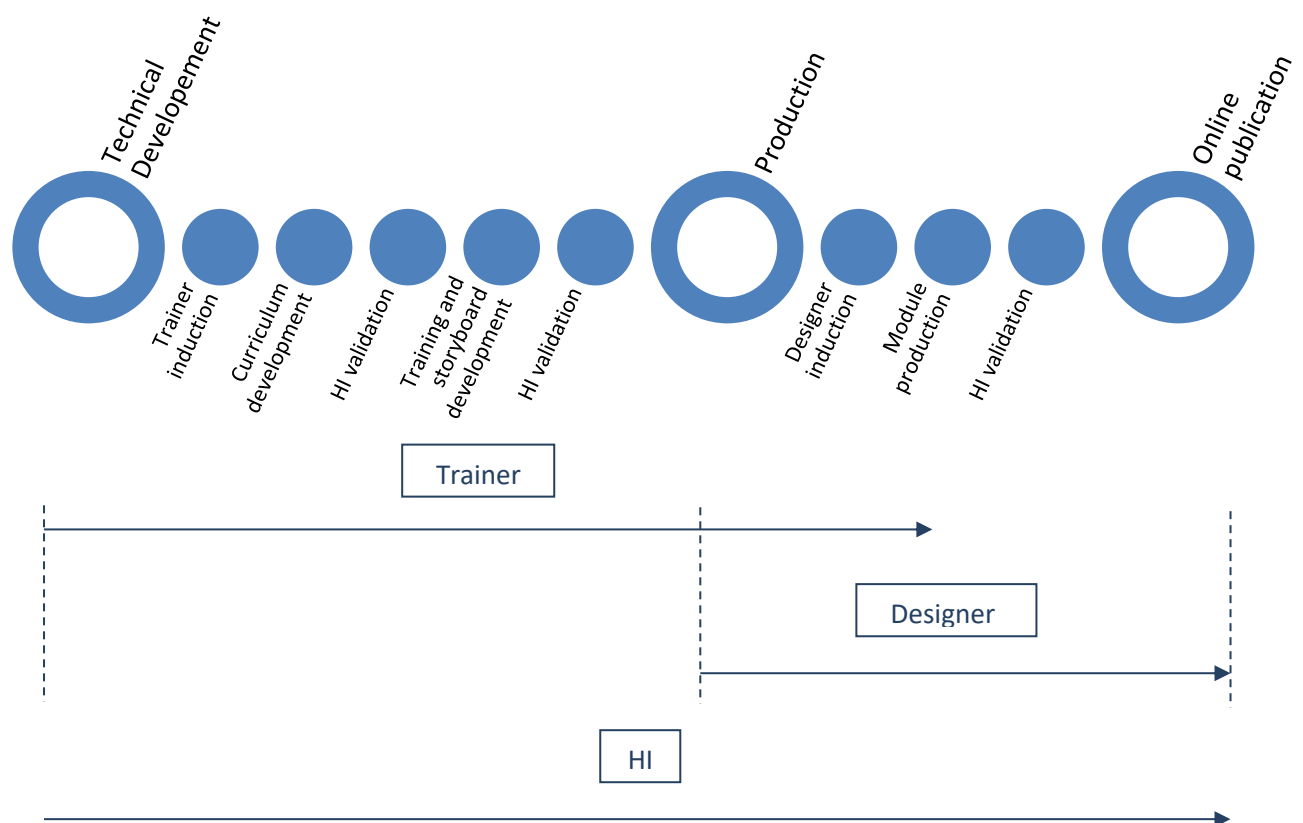 Technical
Developement
Production
Online
publication
Trainer
induction
Curriculum
development
HI validation
Training and
storyboard
development
HI validation
Designer
induction
Module
production
HI validation
Trainer
Designer
HI